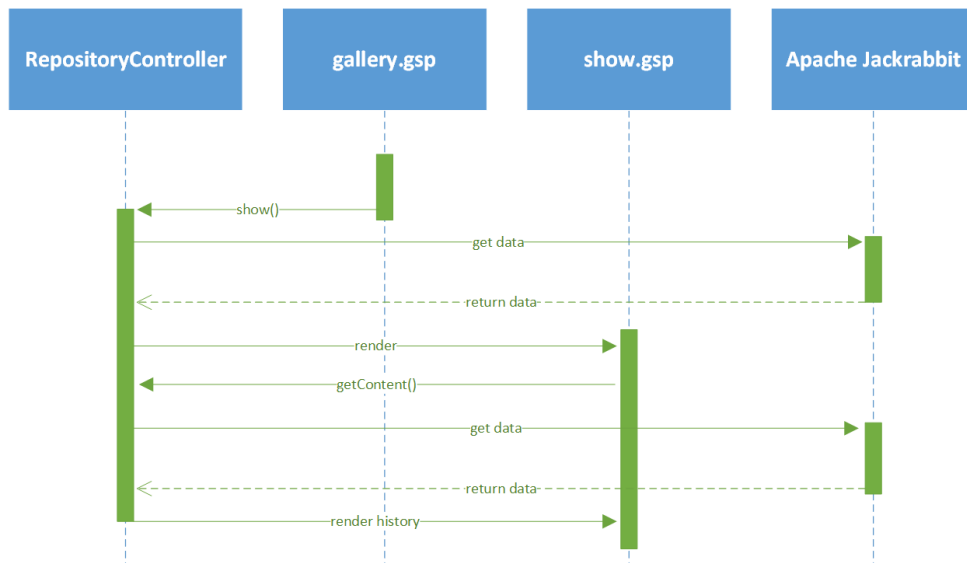 RepositoryController
gallery.gsp
show.gsp
Apache Jackrabbit
show()
get data
return data
render
getContent()
get data
return data
render history